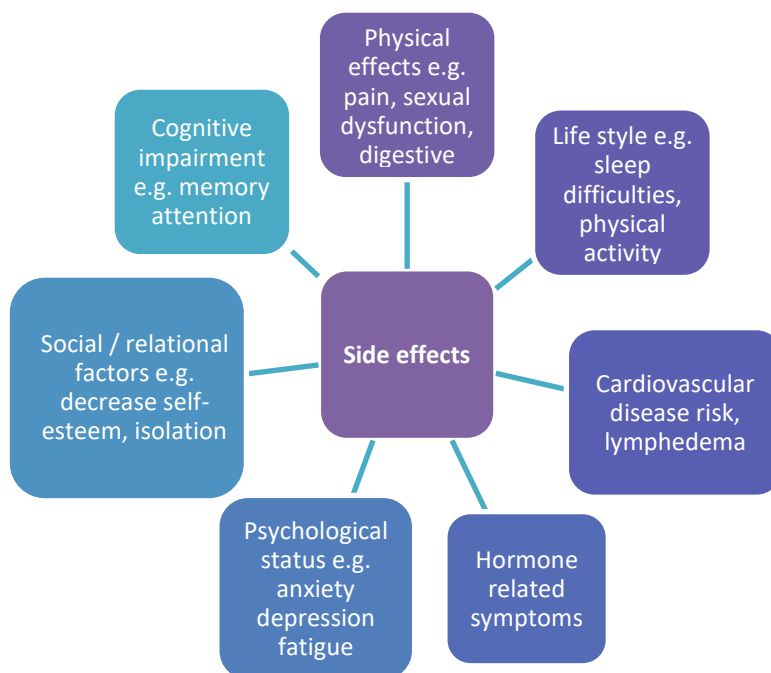 Physical
effects e.g.
pain, sexual
dysfunction,
digestive
Life style e.g.
sleep
difficulties,
physical
activity
Cardiovascular
disease risk,
lymphedema
Hormone
related
symptoms
Psychological
status e.g.
anxiety
depression
fatigue
Social / relational
factors e.g.
decrease self-
esteem, isolation
Cognitive
impairment
e.g. memory
attention
Side effects